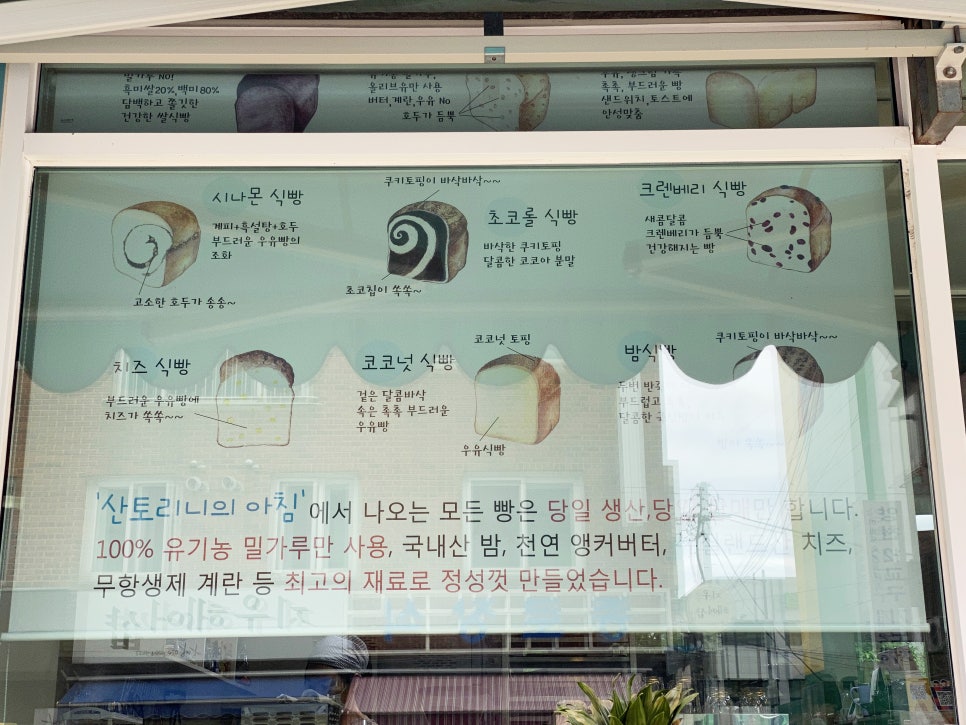 밀가루 No!
흑미쌀20%,백미80%
담백하고 쫄깃한
건강한 쌀식빵
올리브유만 사용
버터,계란,우유 No
호두가 듬뿍
촉촉, 부드러운 빵
샌드위치,토스트에
안성맞춤
시나몬 식빵
계피+흑설탕+호두
부드러운 우유빵의
조화
고소한 호두가 송송~
쿠키토핑이 바삭바삭~~
초코롤 식빵
바삭한 쿠키토핑
달콤한 코코아 분말
초코칩이 쏙쏙~
크렌베리 식빵
새콤달콤
크렌베리가 듬뿍
건강해지는 빵
치즈 식빵
부드러운 우유빵에
치즈가 쏙쏙~~
코코넛 식빵
코코넛 토핑
겉은 달콤바삭
속은 촉촉 부드러운
우유빵
우유식빵
밤식빵
쿠키토핑이 바삭바삭~~
두번
부드럽고
달콤한
'산토리니의 아침'에서 나오는 모든 빵은 당일 생산,당 합니다.
100% 유기농 밀가루만 사용, 국내산 밤, 천연 앵커버터, 치즈,
무항생제 계란 등 최고의 재료로 정성껏 만들었습니다.